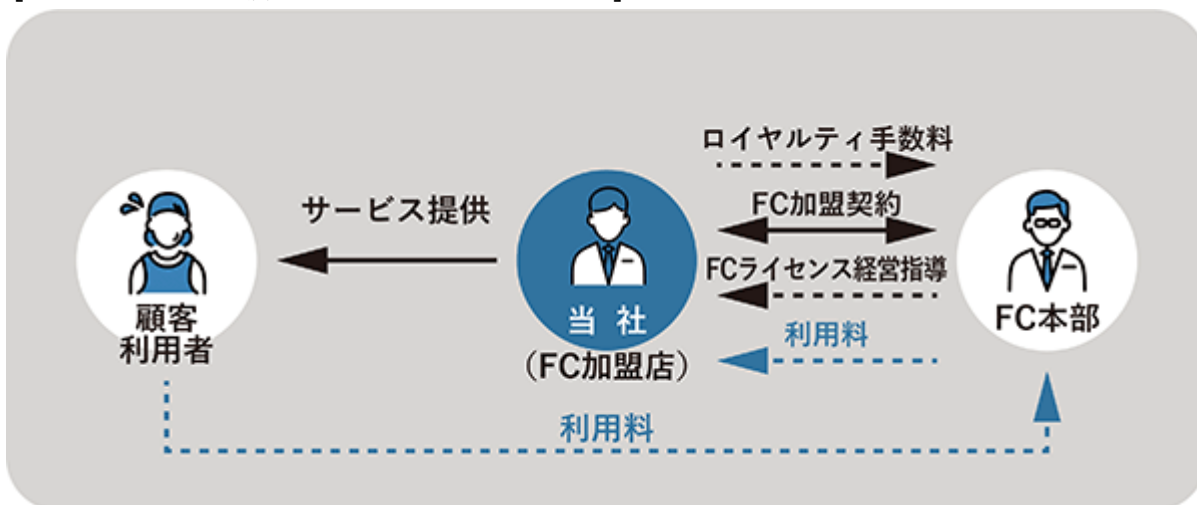 ロイヤルティ手数料
サービス提供
FC加盟契約
FCライセンス経営指導
顧客
利用者
当 社
(FC加盟店)
FC本部
利用料
利用料